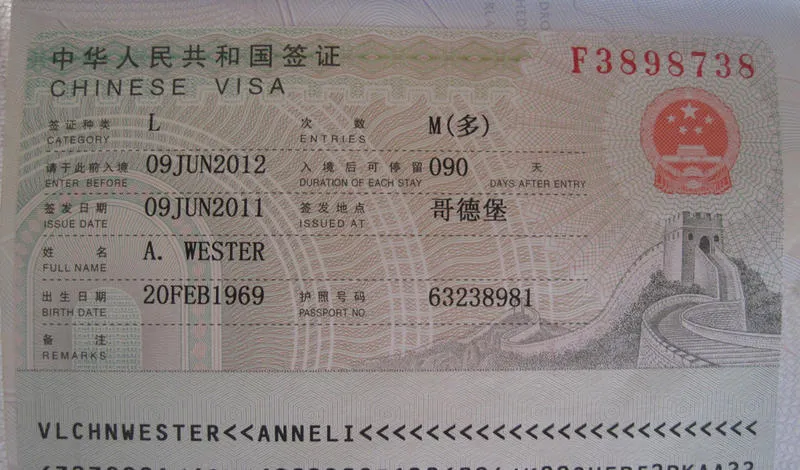 中华人民共和国签证
CHINESE VISA
F3898738
签证种类 L 次数 M(多)
CATEGORY ENTRIES
请于此前入境 09JUN2012 入境后可停留 090 天
ENTER BEFORE DURATION OF EACH STAY DAYS AFTER ENTRY
签发日期 09JUN2011 签发地点 哥德堡
ISSUE DATE ISSUED AT
姓名 A. WESTER
FULL NAME
出生日期 20FEB1969 护照号码 63238981
BIRTH DATE PASSPORT NO.
备注
REMARKS
VLCHNWESTER<<ANNELI<<<<<<<<<<<<<<<<<<<<<<<<<